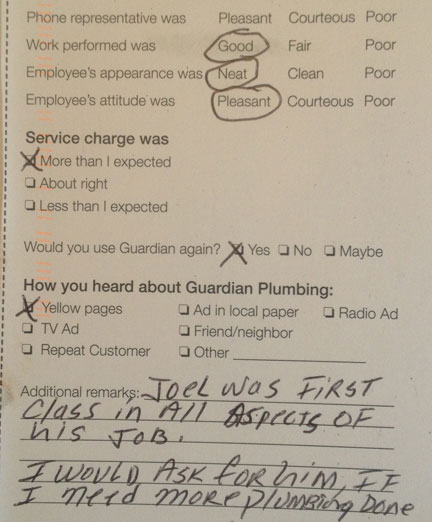 Phone representative was Pleasant Courteous Poor
Work performed was Good Fair Poor
Employee's appearance was Neat Clean Poor
Employee's attitude was Pleasant Courteous Poor
Service charge was
More than I expected
About right
Less than I expected
Would you use Guardian again? Yes No Maybe
How you heard about Guardian Plumbing:
Yellow pages Ad in local paper Radio Ad
TV Ad Friend/neighbor
Repeat Customer Other
Additional remarks: JOEL WAS FIRST
Class in All Aspects OF
his JOB.
I WOULD ASK for him, IF
I need more plumbing Done